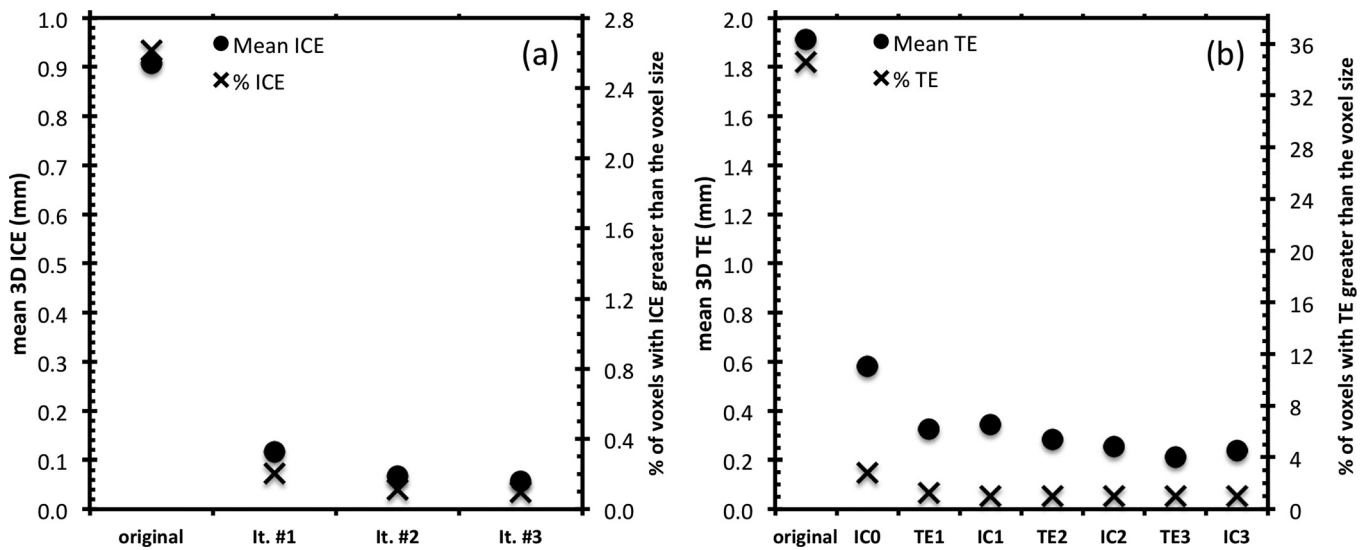 (a)
Mean ICE
% ICE
mean 3D ICE (mm)
1.0
0.9
0.8
0.7
0.6
0.5
0.4
0.3
0.2
0.1
0.0
original
It. #1
It. #2
It. #3
2.8
2.4
2.0
1.6
1.2
0.8
0.4
0.0
% of voxels with ICE greater than the voxel size
(b)
Mean TE
% TE
mean 3D TE (mm)
2.0
1.8
1.6
1.4
1.2
1.0
0.8
0.6
0.4
0.2
0.0
original
IC0
TE1
IC1
TE2
IC2
TE3
IC3
36
32
28
24
20
16
12
8
4
0
% of voxels with TE greater than the voxel size